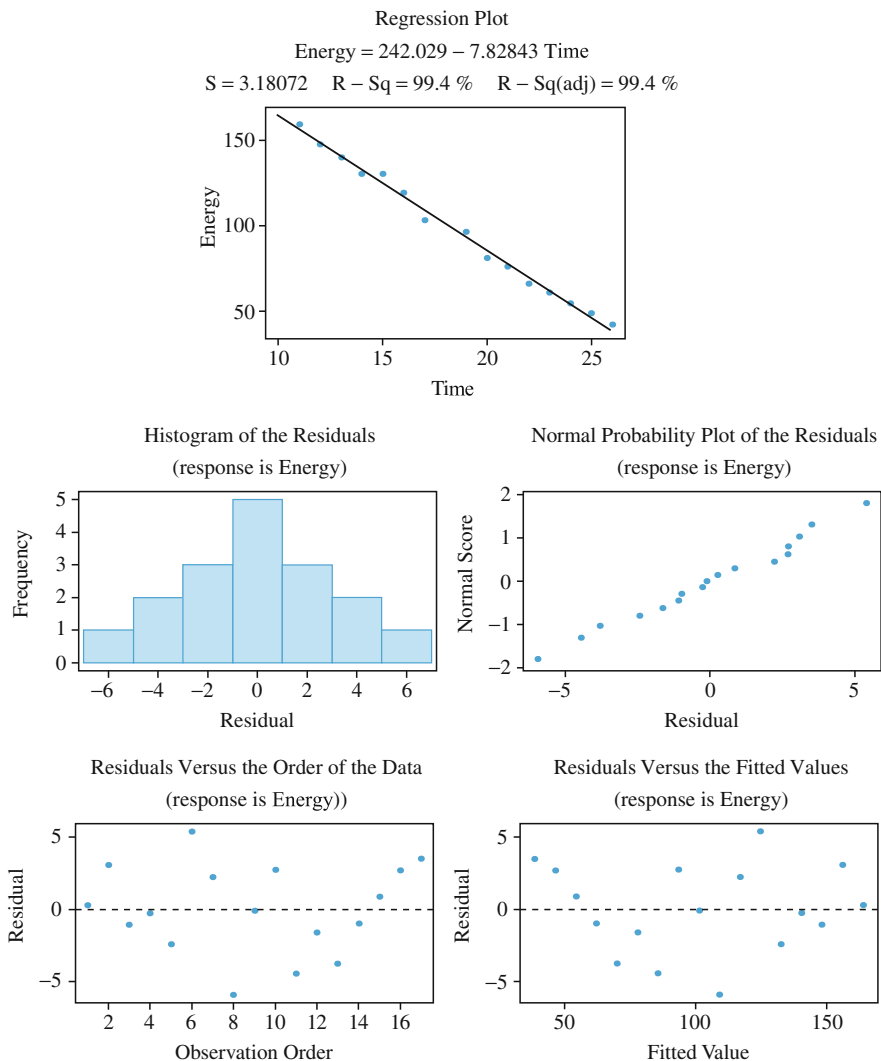 Regression Plot
Energy = 242.029 − 7.82843 Time
S = 3.18072 R − Sq = 99.4 % R − Sq(adj) = 99.4 %
150
100
50
Energy
10 15 20 25
Time
Histogram of the Residuals
(response is Energy)
5
4
3
2
1
0
Frequency
−6 −4 −2 0 2 4 6
Residual
Normal Probability Plot of the Residuals
(response is Energy)
2
1
0
−1
−2
Normal Score
−5 0 5
Residual
Residuals Versus the Order of the Data
(response is Energy))
5
0
−5
Residual
2 4 6 8 10 12 14 16
Observation Order
Residuals Versus the Fitted Values
(response is Energy)
5
0
−5
Residual
50 100 150
Fitted Value